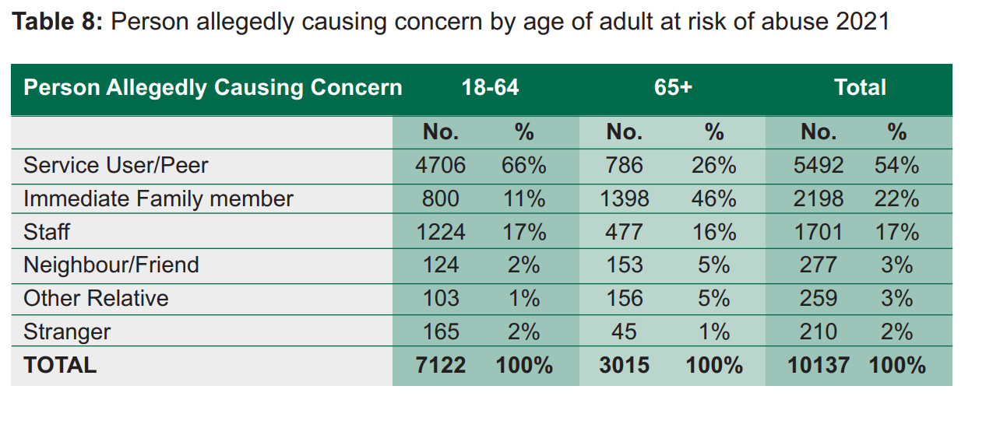 Table 8: Person allegedly causing concern by age of adult at risk of abuse 2021
Person Allegedly Causing Concern 18-64 65+ Total
No. % No. % No. %
Service User/Peer 4706 66% 786 26% 5492 54%
Immediate Family member 800 11% 1398 46% 2198 22%
Staff 1224 17% 477 16% 1701 17%
Neighbour/Friend 124 2% 153 5% 277 3%
Other Relative 103 1% 156 5% 259 3%
Stranger 165 2% 45 1% 210 2%
TOTAL 7122 100% 3015 100% 10137 100%